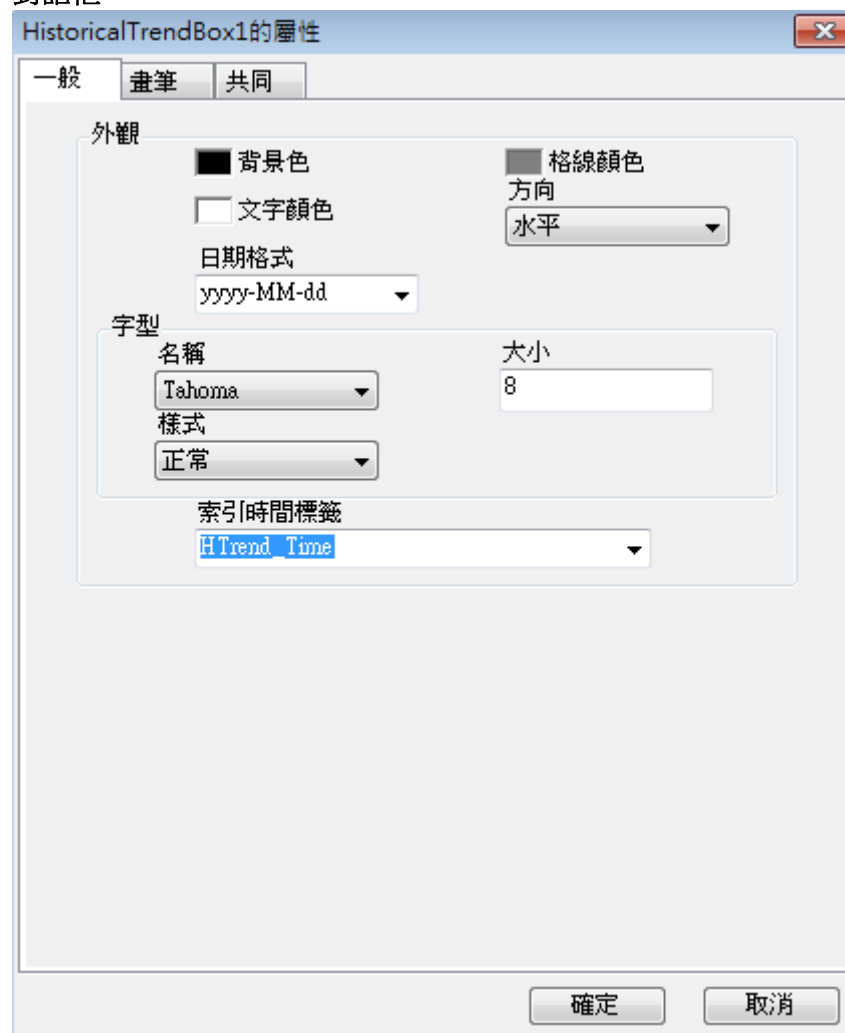 HistoricalTrendBox1的屬性
一般 畫筆 共同
外觀
背景色 格線顏色
方向
文字顏色
水平
日期格式
yyyy-MM-dd
字型
名稱 大小
Tahoma 8
樣式
正常
索引時間標籤
HTrend_Time
確定 取消